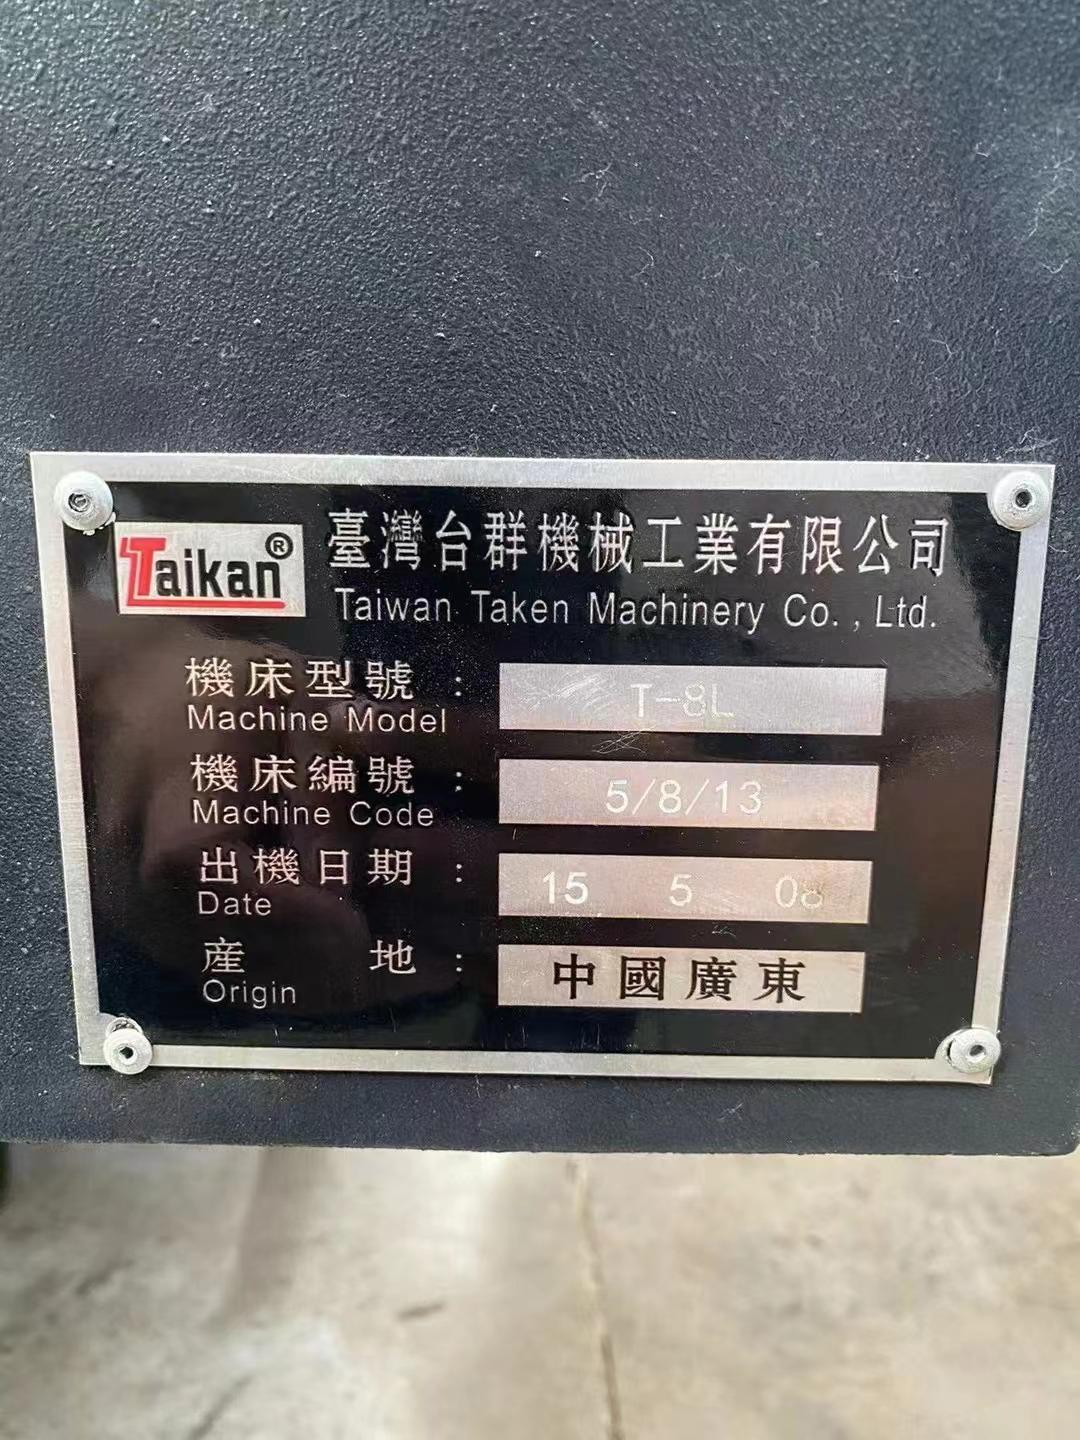 Taikan®
臺灣台群機械工業有限公司
Taiwan Taken Machinery Co., Ltd.
機床型號 : T-8L
Machine Model
機床編號 : 5/8/13
Machine Code
出機日期 : 15 5 08
Date
産 地 : 中國廣東
Origin